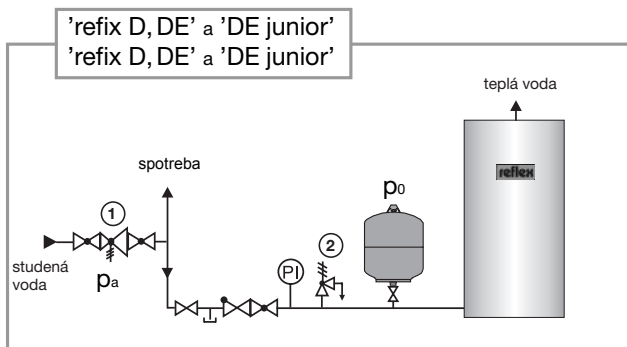 'refix D, DE' a 'DE junior'
'refix D, DE' a 'DE junior'
teplá voda
spotreba
reflex
p0
1
2
studená
voda
pa
PI